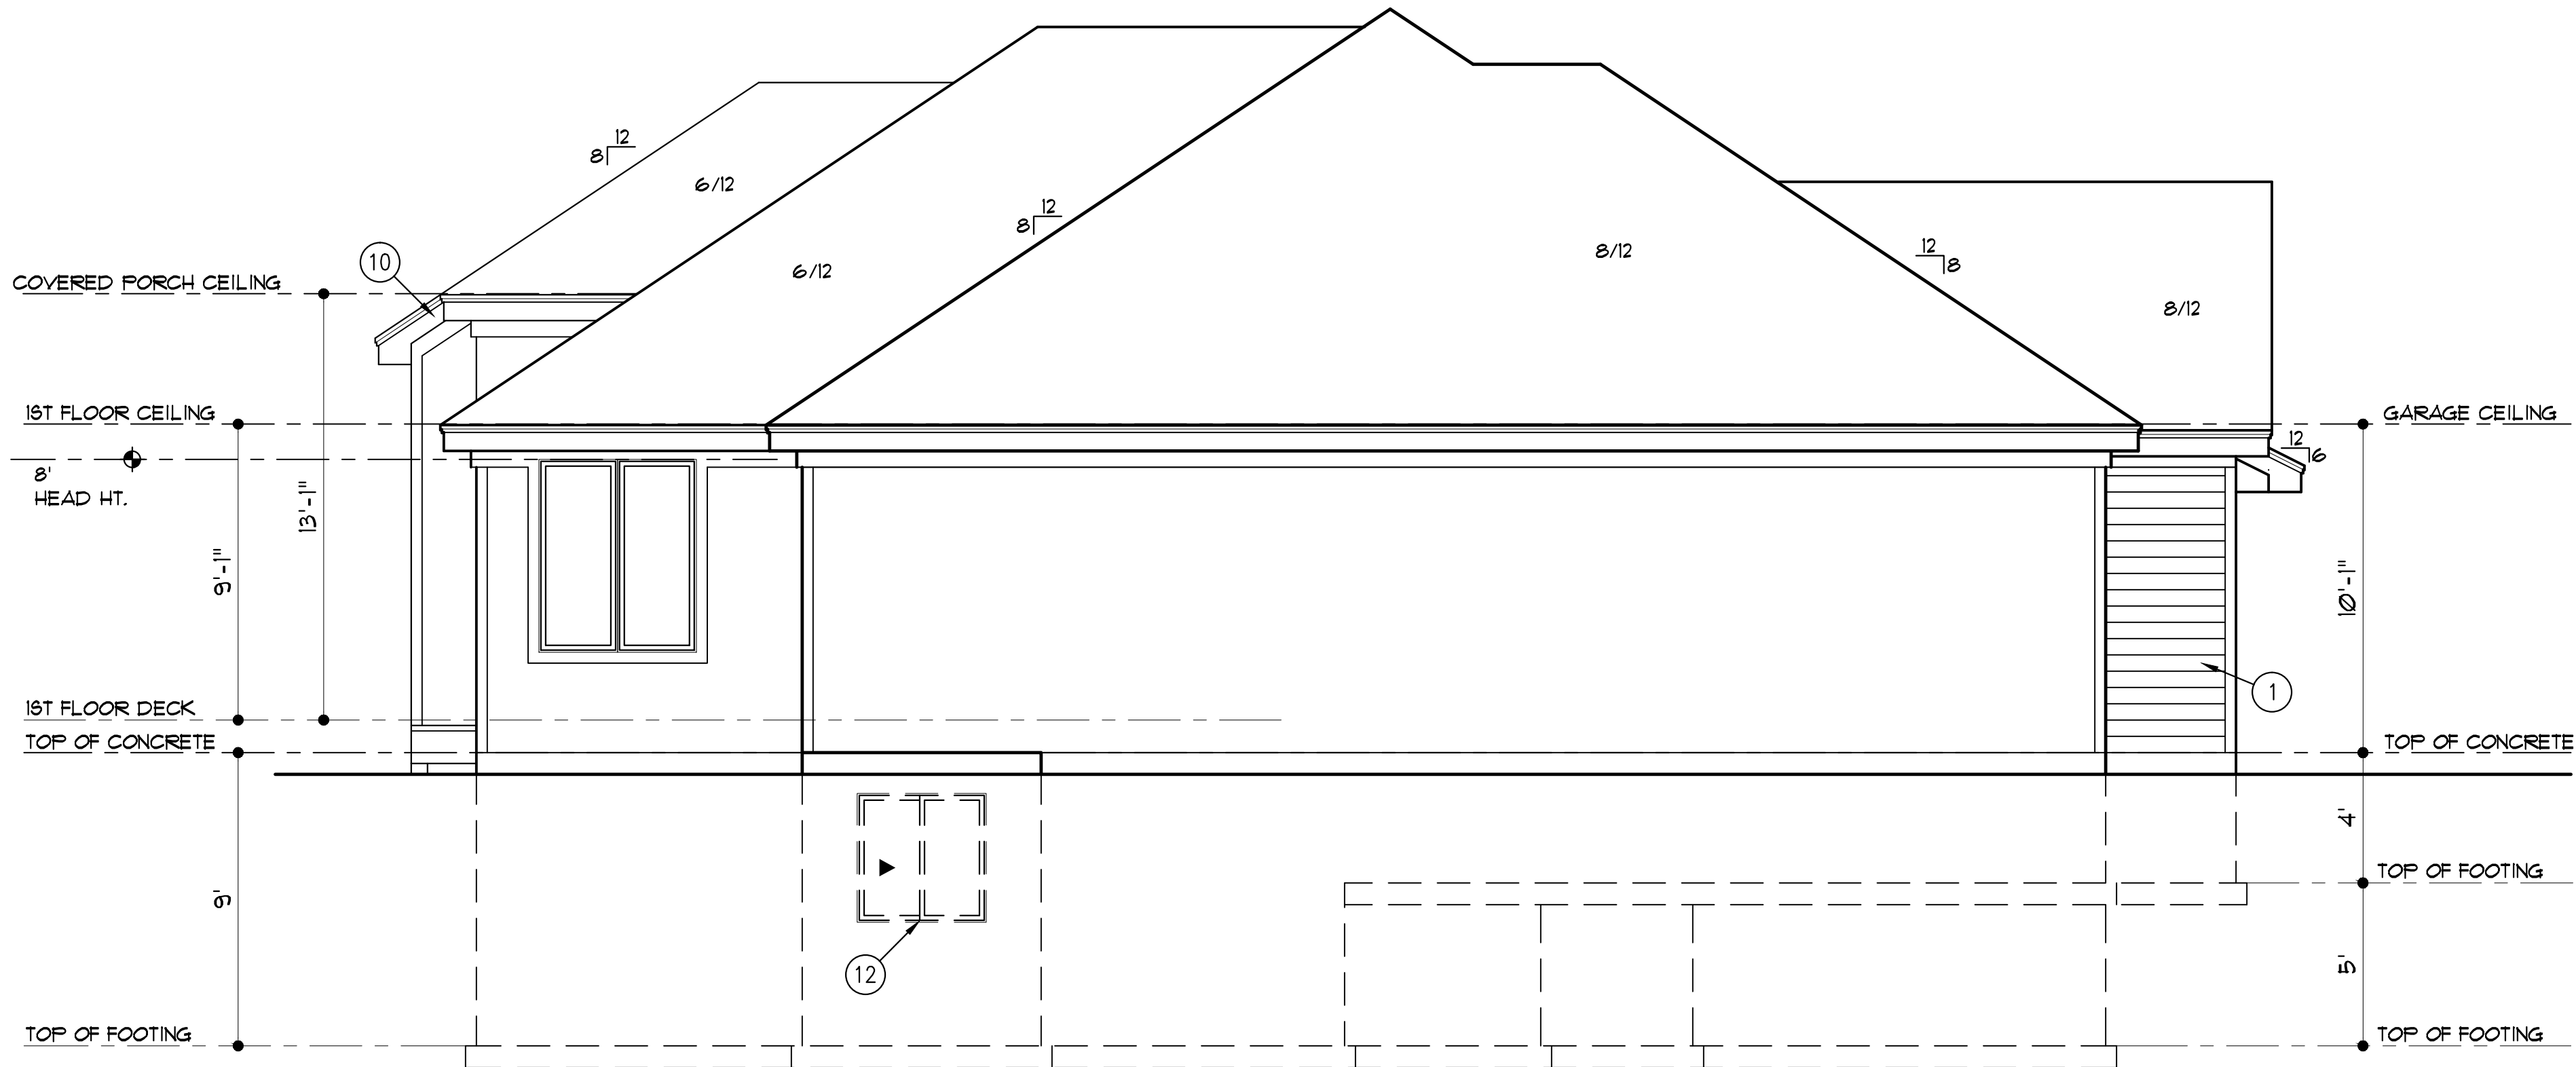 12
8
6/12
12
8
6/12
8/12
12
8
8/12
10
COVERED PORCH CEILING
1ST FLOOR CEILING
GARAGE CEILING
12
6
8'
HEAD HT.
13'-1"
9'-1"
10'-1"
1
1ST FLOOR DECK
TOP OF CONCRETE
TOP OF CONCRETE
4'
9'
12
TOP OF FOOTING
5'
TOP OF FOOTING
TOP OF FOOTING